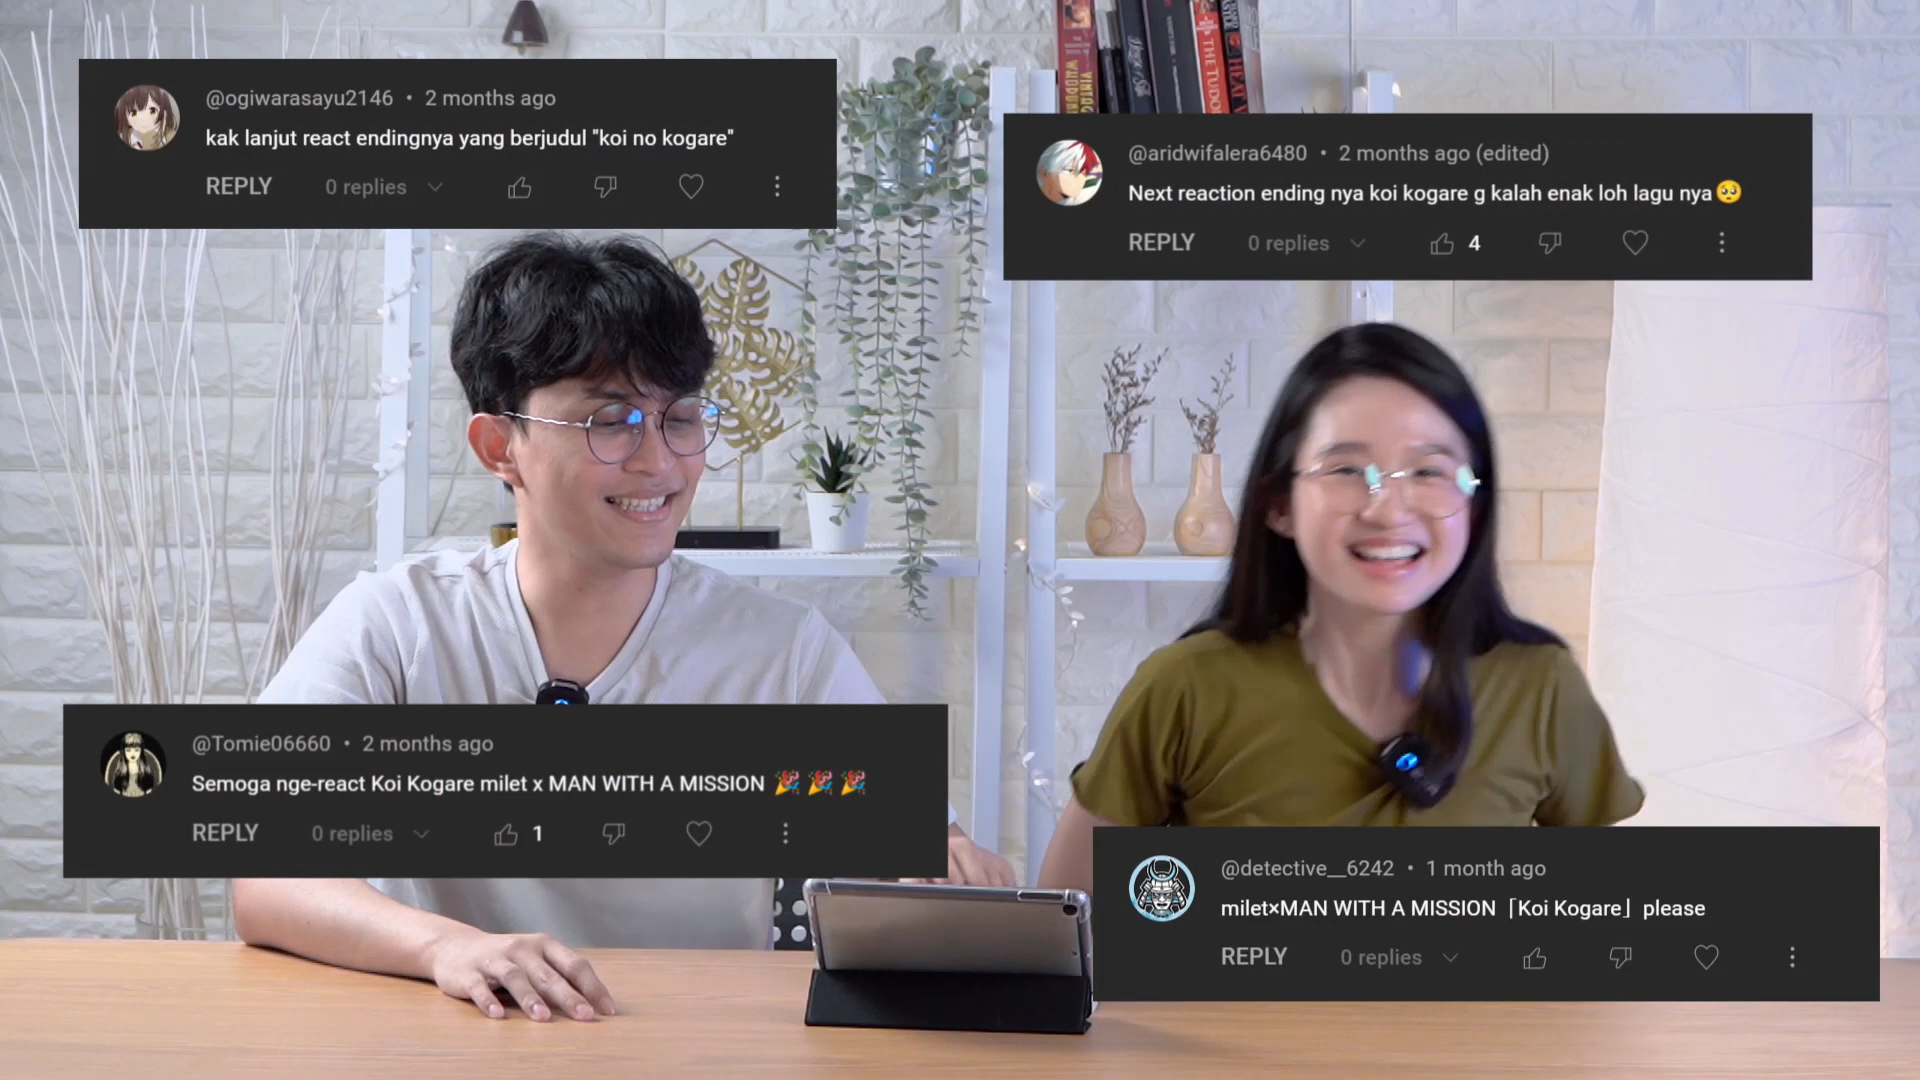 @ogiwarasayu2146 • 2 months ago
kak lanjut react endingnya yang berjudul "koi no kogare"
REPLY 0 replies
@aridwifalera6480 • 2 months ago (edited)
Next reaction ending nya koi kogare g kalah enak loh lagu nya🥺
REPLY 0 replies 4
@Tomie06660 • 2 months ago
Semoga nge-react Koi Kogare milet x MAN WITH A MISSION 🎉🎉🎉
REPLY 0 replies 1
@detective__6242 • 1 month ago
milet×MAN WITH A MISSION「Koi Kogare」please
REPLY 0 replies
THE TUDO
HEAT